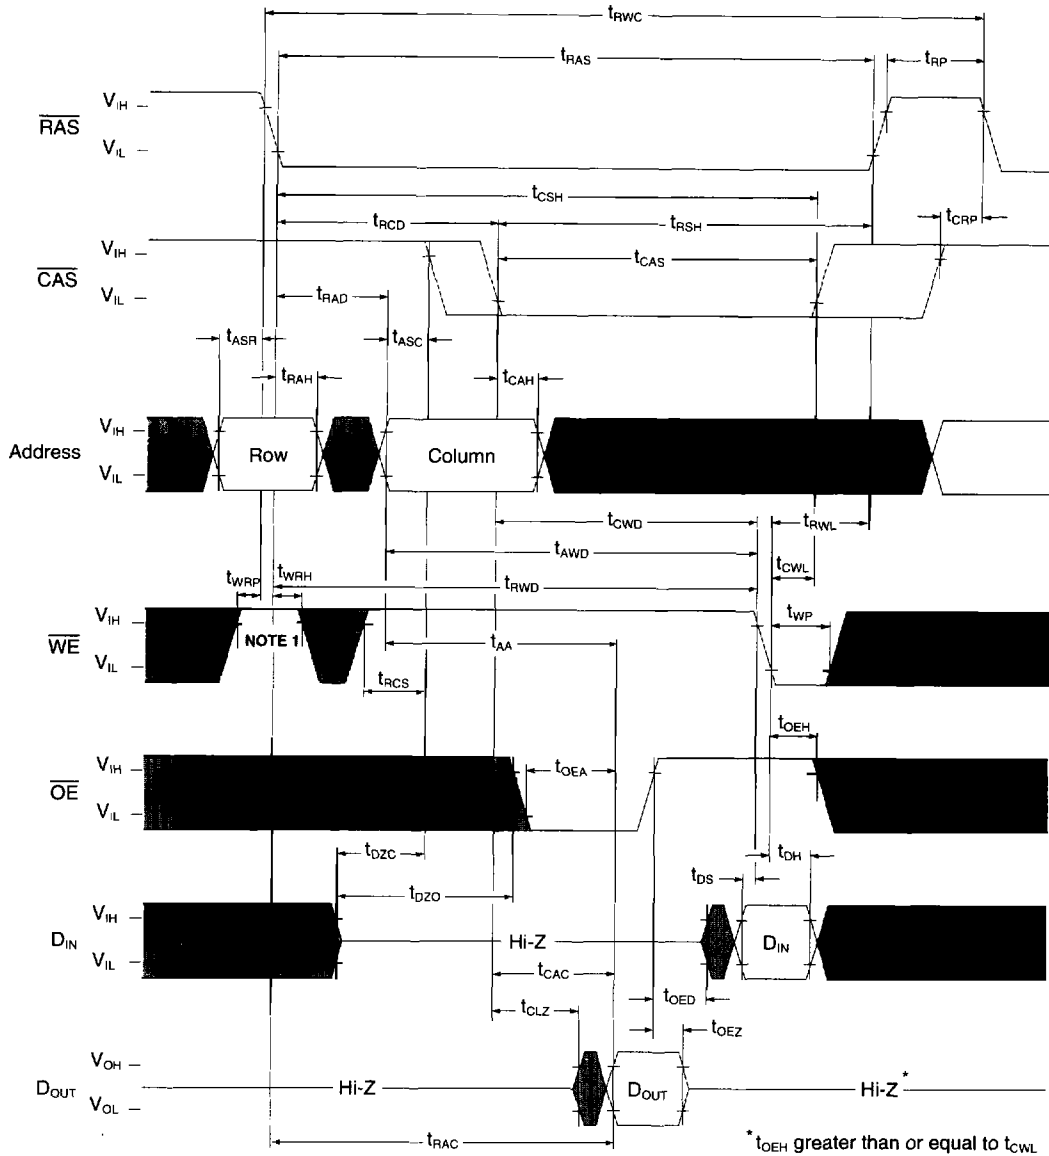 tRWC
tRAS
tRP
VIH
RAS
VIL
tCSH
tRCD
tRSH
tCRP
VIH
CAS
tCAS
VIL
tRAD
tASR
tASC
tRAH
tCAH
VIH
Address
Row
Column
VIL
tCWD
tRWL
tAWD
tCWL
tWRP
tWRH
tRWD
VIH
tWP
WE
NOTE 1
tAA
VIL
tRCS
tOEH
VIH
tOEA
OE
VIL
tDZC
tDH
tDS
tDZO
VIH
DIN
Hi-Z
DIN
VIL
tCAC
tOED
tCLZ
tOEZ
VOH
DOUT
Hi-Z
DOUT
Hi-Z*
VOL
tRAC
*tOEH greater than or equal to tCWL